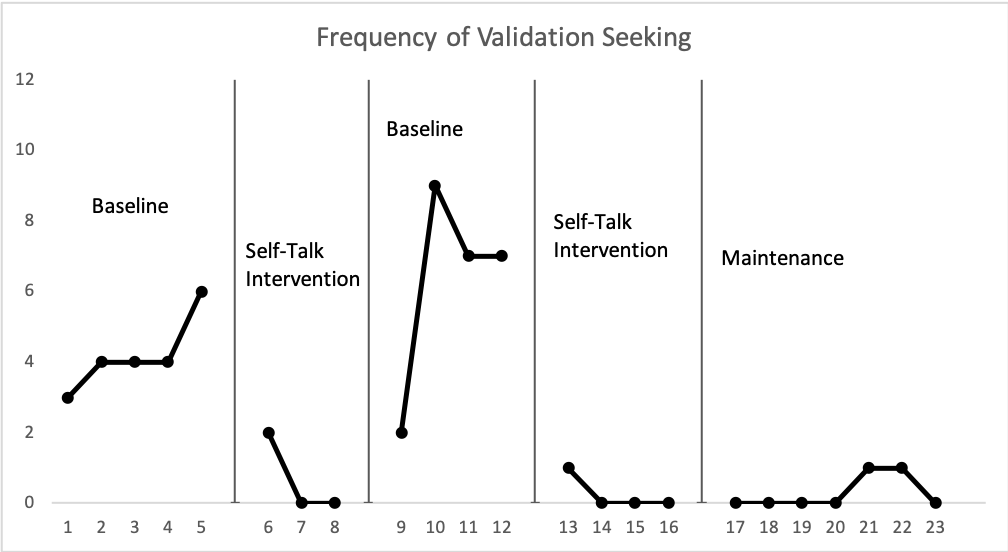 Frequency of Validation Seeking
12
10
8
6
4
2
0
Baseline
Self-Talk
Intervention
Baseline
Self-Talk
Intervention
Maintenance
1 2 3 4 5 6 7 8 9 10 11 12 13 14 15 16 17 18 19 20 21 22 23